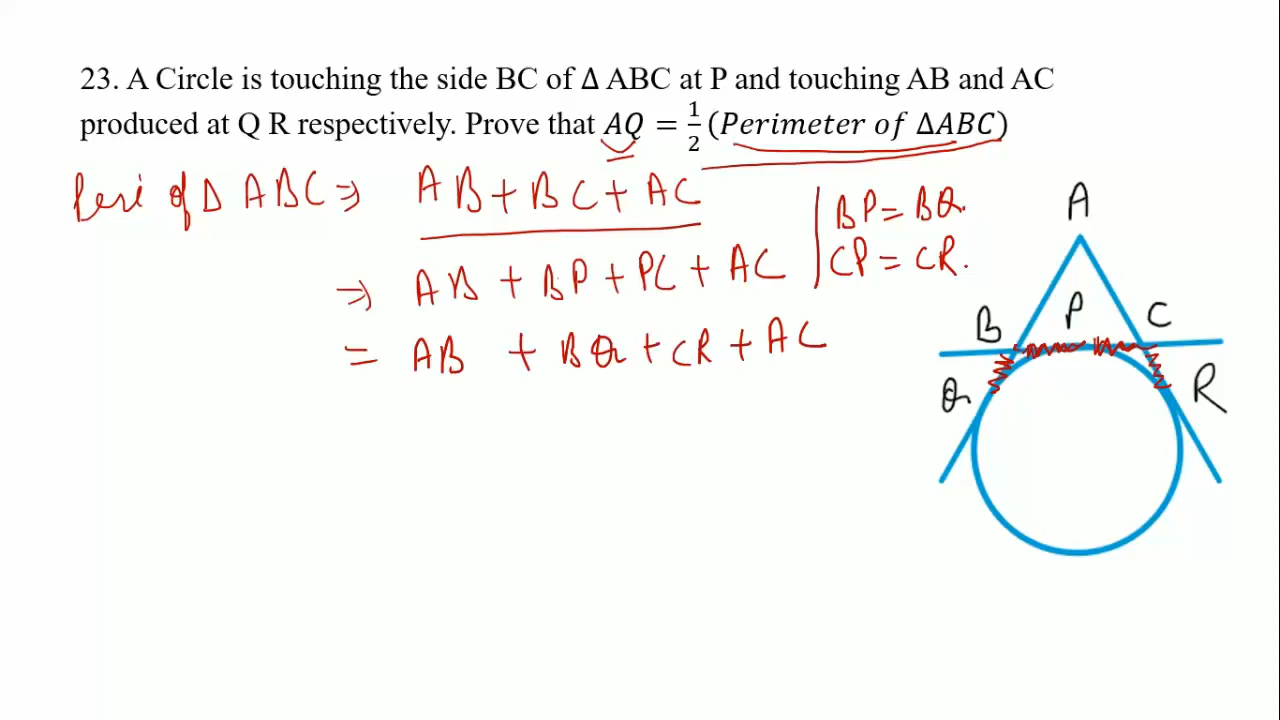 23. A Circle is touching the side BC of Δ ABC at P and touching AB and AC
produced at Q R respectively. Prove that AQ = 1/2 (Perimeter of ΔABC)
Peri of Δ ABC ⇒ AB + BC + AC
BP = BQ.
CP = CR.
⇒ AB + BP + PC + AC
= AB + BQ + CR + AC
A
B P C
Q R